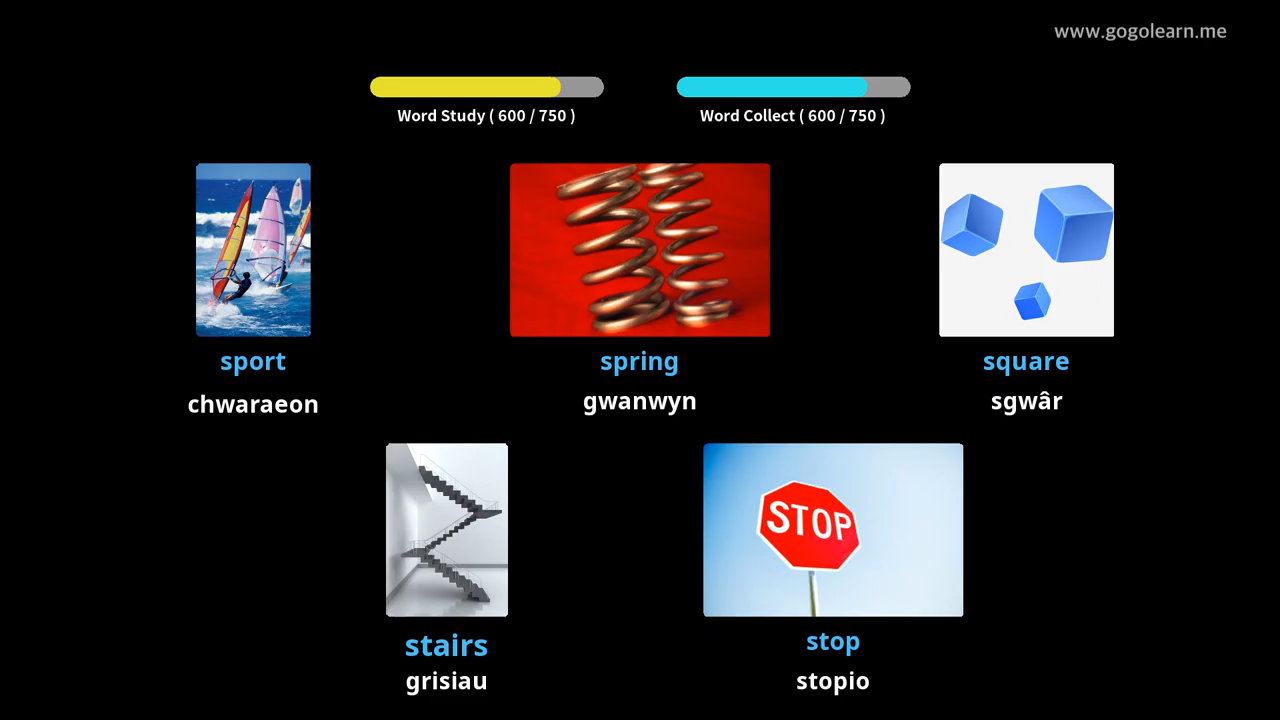 www.gogolearn.me
Word Study ( 600 / 750 )
Word Collect ( 600 / 750 )
sport
spring
square
chwaraeon
gwanwyn
sgwâr
STOP
stairs
stop
grisiau
stopio